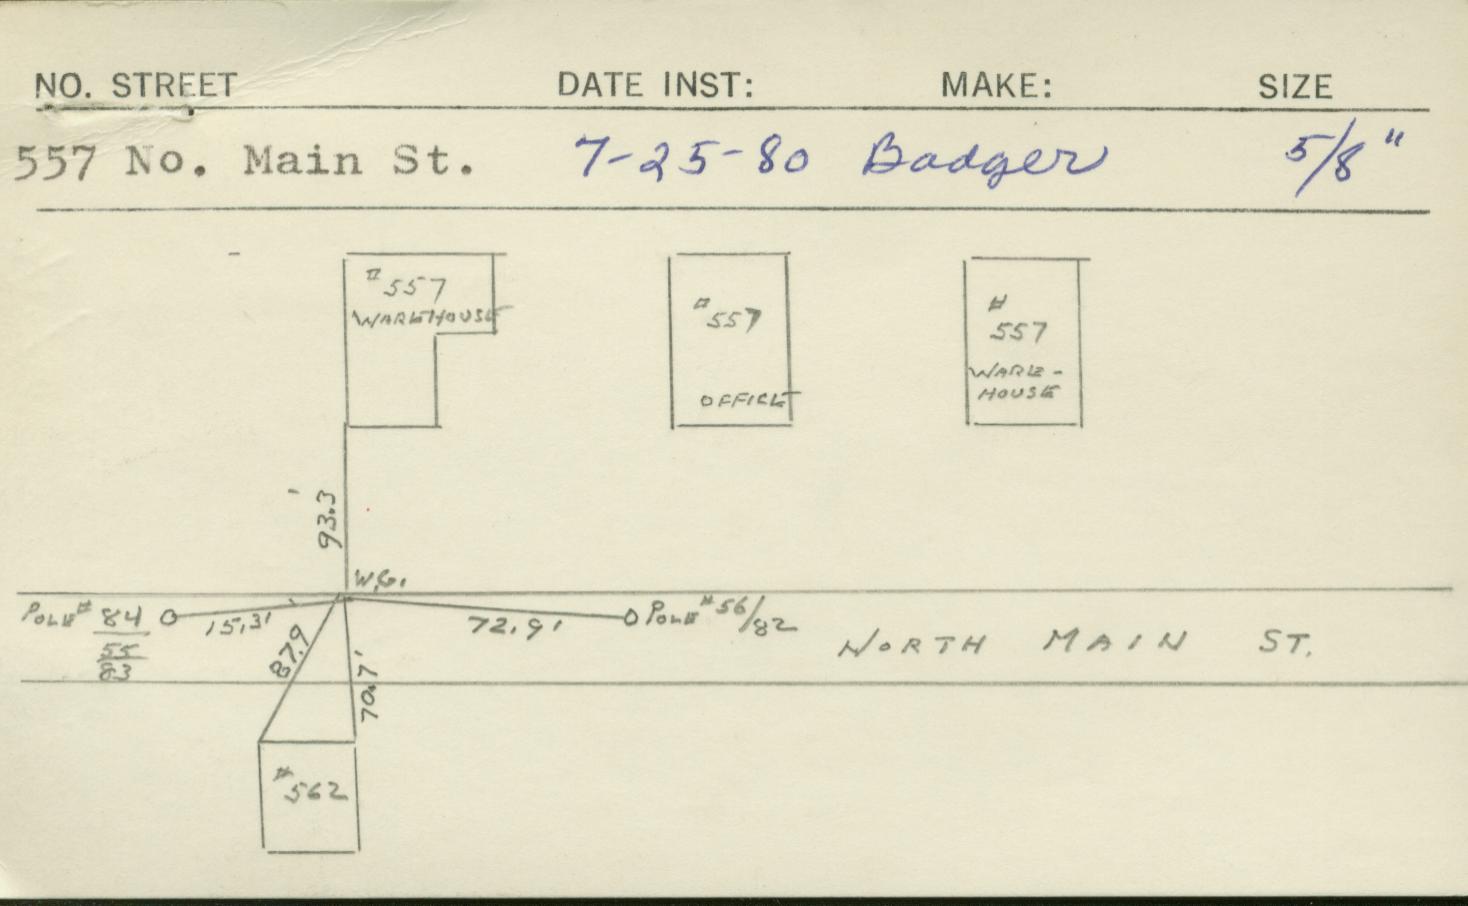 NO. STREET DATE INST: MAKE: SIZE
557 No. Main St. 7-25-80 Badger 5/8"
#557
WAREHOUSE
#557
OFFICE
#
557
WARE-
HOUSE
93.3
W.G.
POLE# 84
55
83
15.3'
72.9'
POLE #56/82
NORTH MAIN ST.
87.9
70.7'
#562